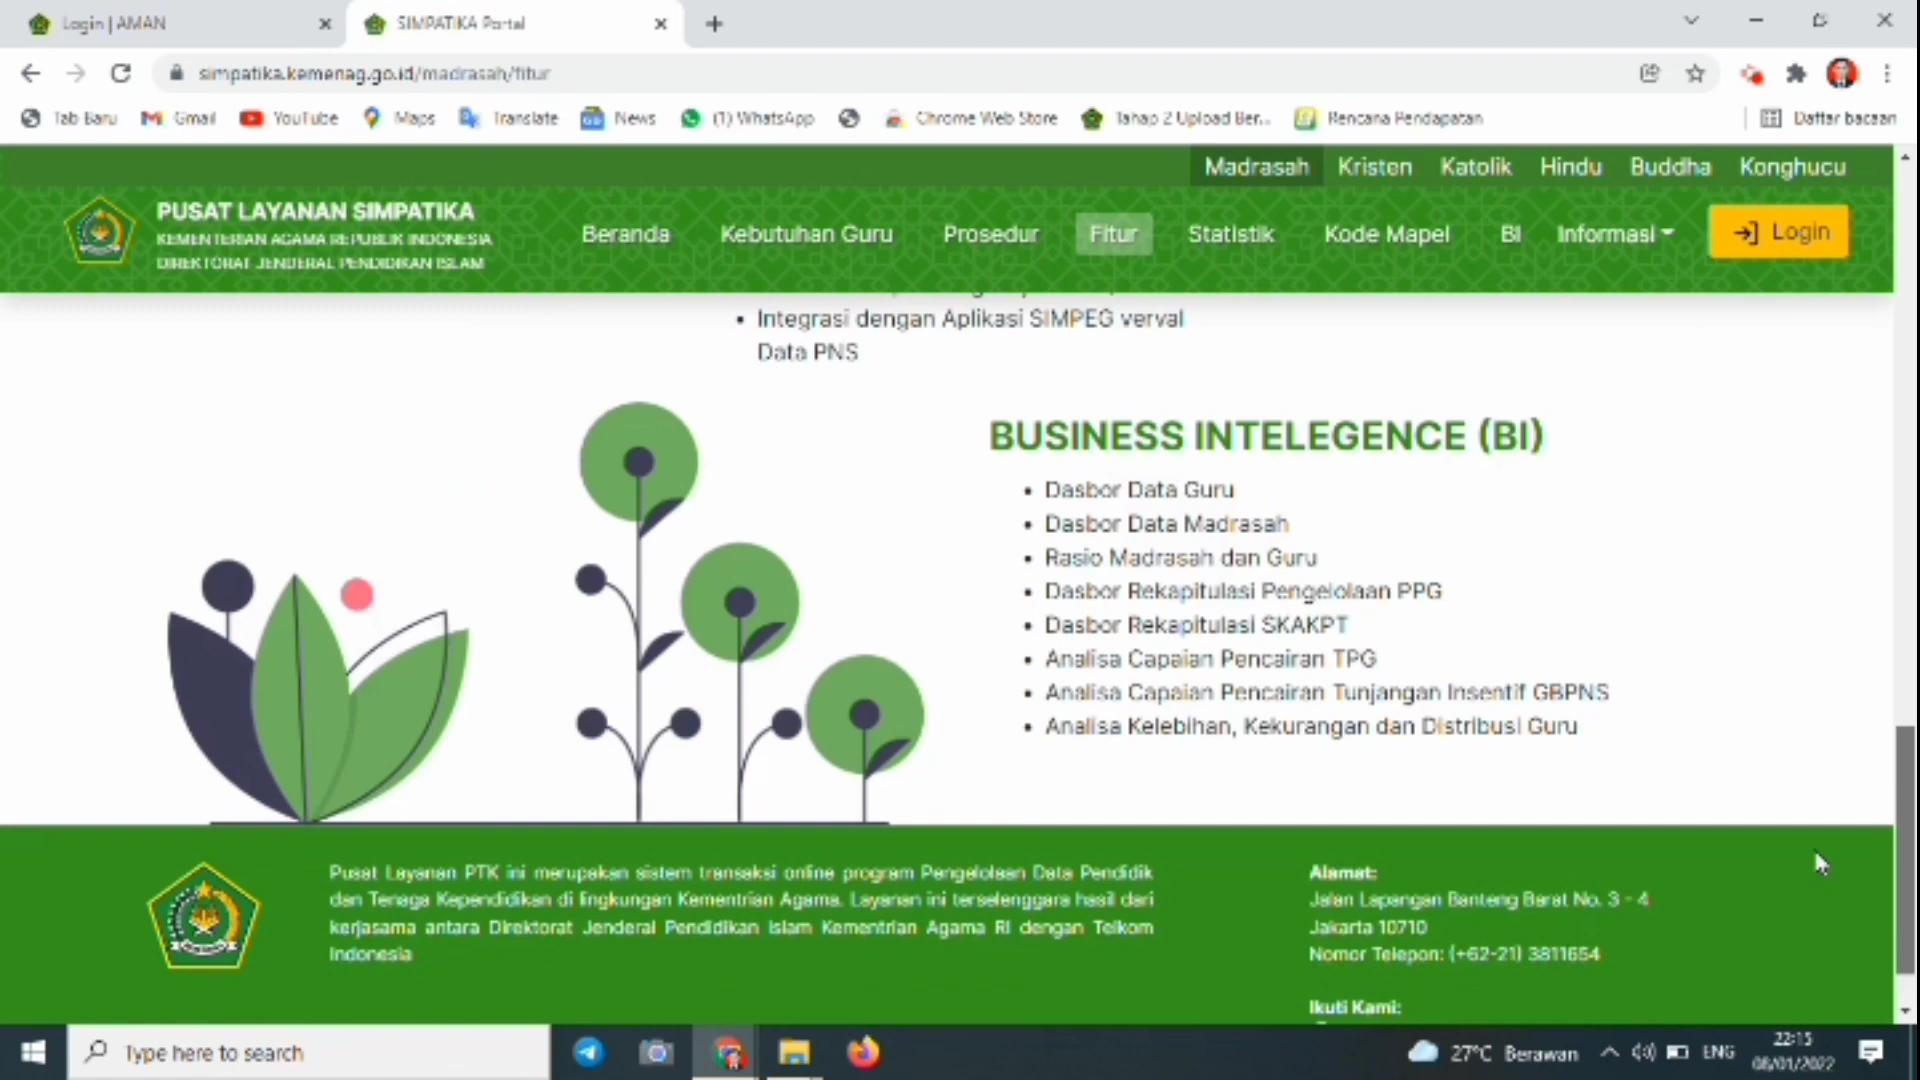 Login | AMAN
SIMPATIKA Portal
simpatika.kemenag.go.id/madrasah/fitur
Tab Baru
Gmail
YouTube
Maps
Translate
News
(1) WhatsApp
Chrome Web Store
Tahap 2 Upload Ber...
Rencana Pendapatan
Daftar bacaan
Madrasah
Kristen
Katolik
Hindu
Buddha
Konghucu
PUSAT LAYANAN SIMPATIKA
KEMENTERIAN AGAMA REPUBLIK INDONESIA
DIREKTORAT JENDERAL PENDIDIKAN ISLAM
Beranda
Kebutuhan Guru
Prosedur
Fitur
Statistik
Kode Mapel
BI
Informasi
Login
• Integrasi dengan Aplikasi SIMPEG verval
Data PNS
BUSINESS INTELEGENCE (BI)
• Dasbor Data Guru
• Dasbor Data Madrasah
• Rasio Madrasah dan Guru
• Dasbor Rekapitulasi Pengelolaan PPG
• Dasbor Rekapitulasi SKAKPT
• Analisa Capaian Pencairan TPG
• Analisa Capaian Pencairan Tunjangan Insentif GBPNS
• Analisa Kelebihan, Kekurangan dan Distribusi Guru
Pusat Layanan PTK ini merupakan sistem transaksi online program Pengelolaan Data Pendidik
dan Tenaga Kependidikan di lingkungan Kementrian Agama. Layanan ini terselenggara hasil dari
kerjasama antara Direktorat Jenderal Pendidikan Islam Kementrian Agama RI dengan Telkom
Indonesia
Alamat:
Jalan Lapangan Banteng Barat No. 3 - 4
Jakarta 10710
Nomor Telepon: (+62-21) 3811654
Ikuti Kami:
Type here to search
27°C Berawan
ENG
22:15
08/01/2022